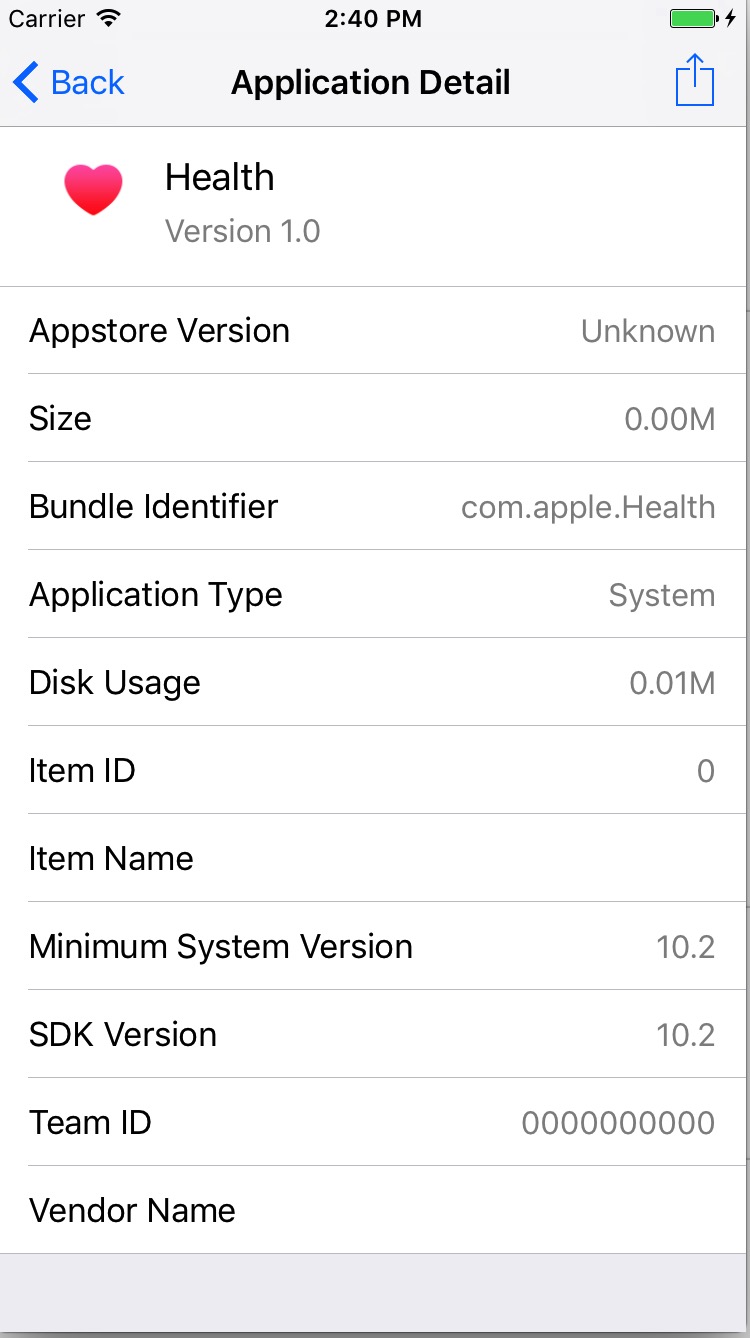 Carrier 2:40 PM
Back Application Detail
Health
Version 1.0
Appstore Version Unknown
Size 0.00M
Bundle Identifier com.apple.Health
Application Type System
Disk Usage 0.01M
Item ID 0
Item Name
Minimum System Version 10.2
SDK Version 10.2
Team ID 0000000000
Vendor Name